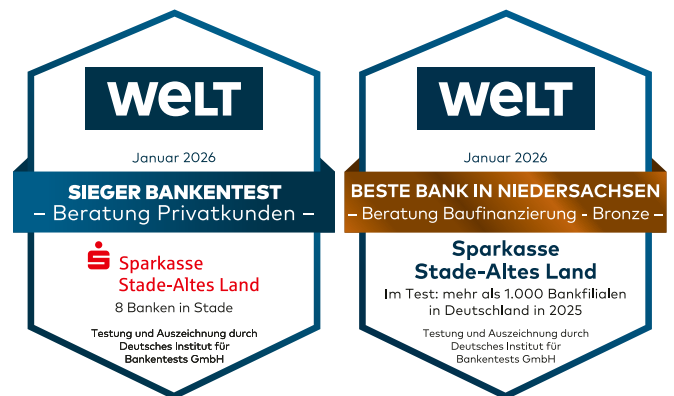 WELT
Januar 2026
SIEGER BANKENTEST
– Beratung Privatkunden –
Sparkasse
Stade-Altes Land
8 Banken in Stade
Testung und Auszeichnung durch
Deutsches Institut für
Bankentests GmbH
WELT
Januar 2026
BESTE BANK IN NIEDERSACHSEN
– Beratung Baufinanzierung - Bronze –
Sparkasse
Stade-Altes Land
Im Test: mehr als 1.000 Bankfilialen
in Deutschland in 2025
Testung und Auszeichnung durch
Deutsches Institut für
Bankentests GmbH